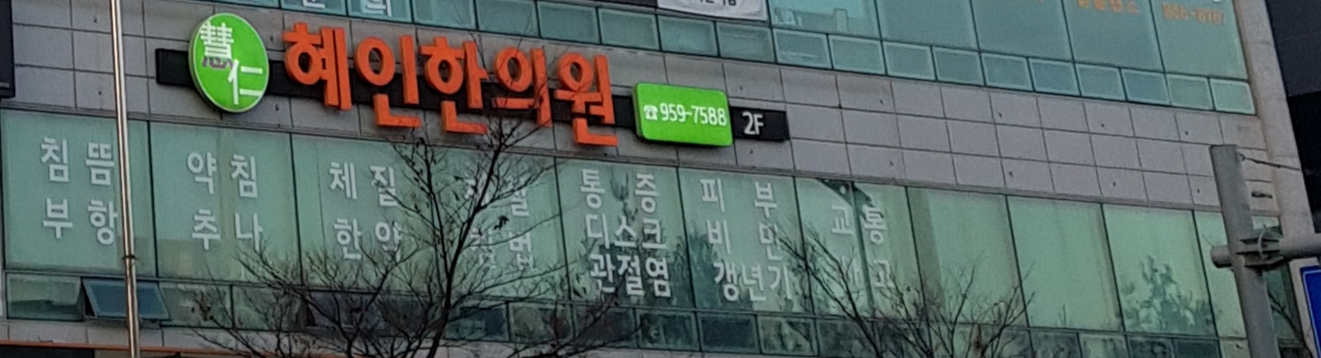 慧仁 혜인한의원 ☎959-7588 2F
침 뜸 약 침 체 질 통 증 피 부 교통
부 항 추 나 한약 디스크 비 만
관절염 갱년기